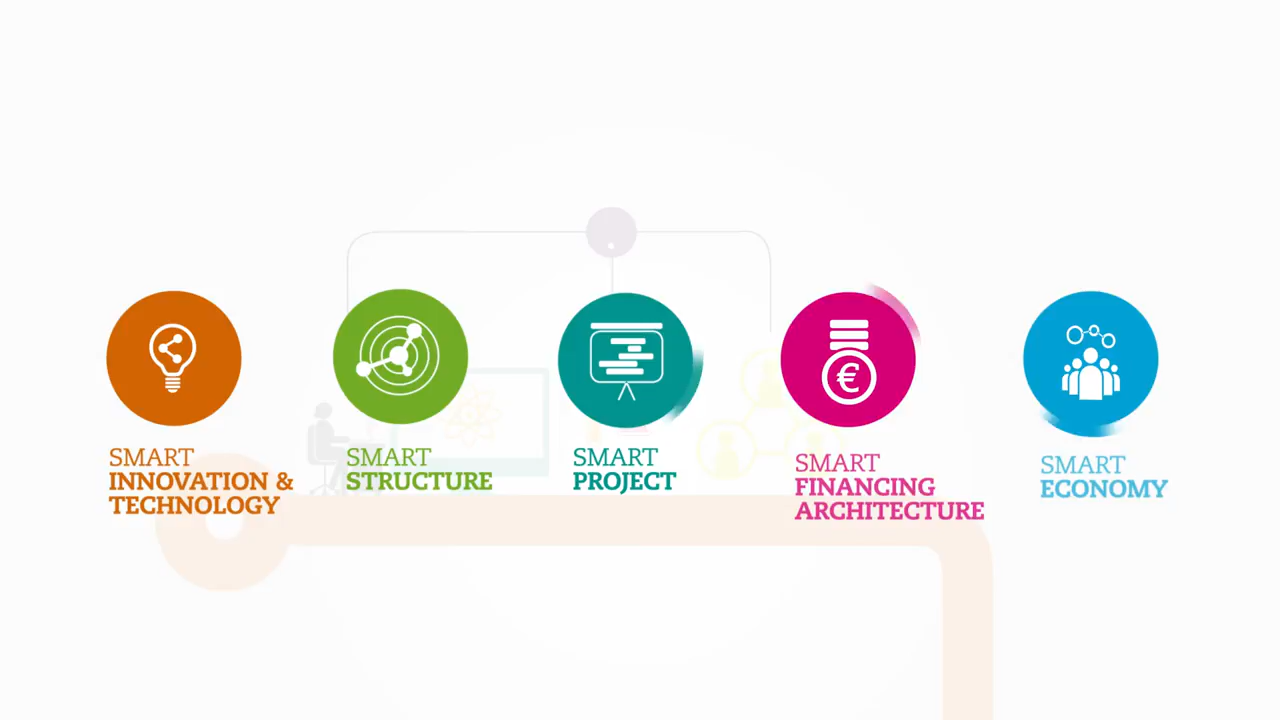 SMART
INNOVATION &
TECHNOLOGY
SMART
STRUCTURE
SMART
PROJECT
€
SMART
FINANCING
ARCHITECTURE
SMART
ECONOMY